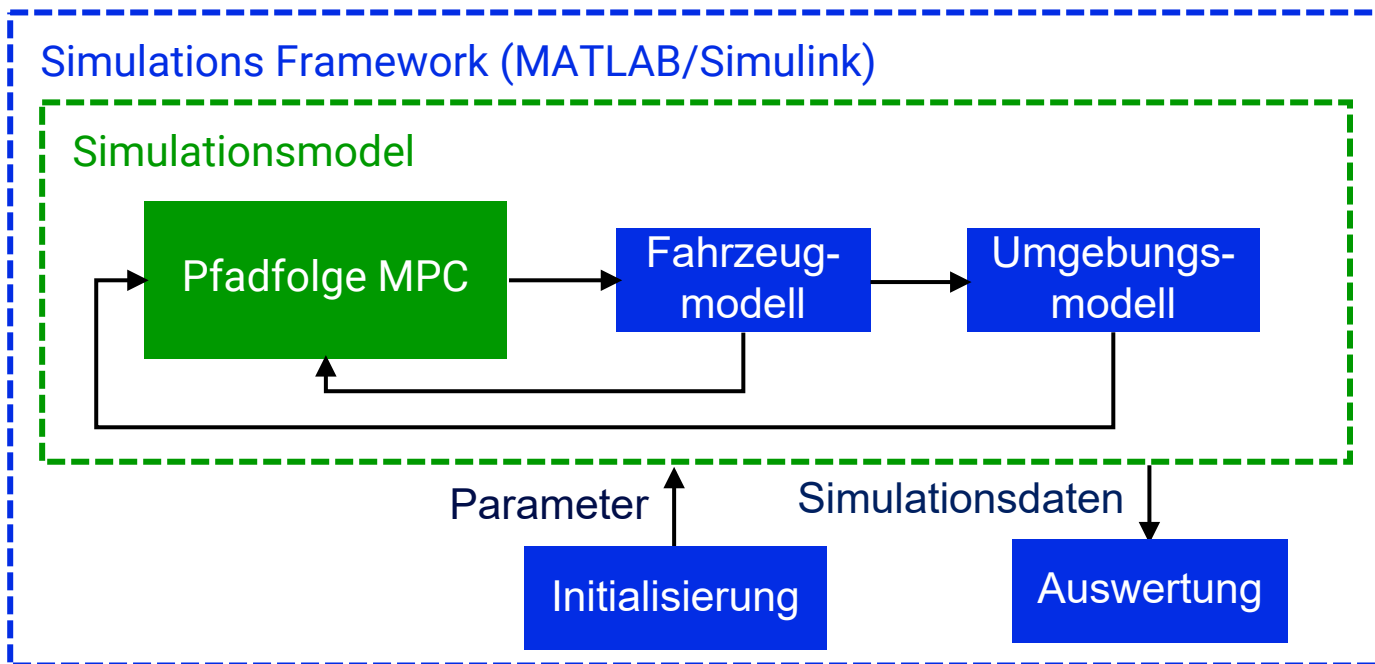 Simulations Framework (MATLAB/Simulink)
Simulationsmodel
Pfadfolge MPC
Fahrzeug-
modell
Umgebungs-
modell
Parameter
Simulationsdaten
Initialisierung
Auswertung